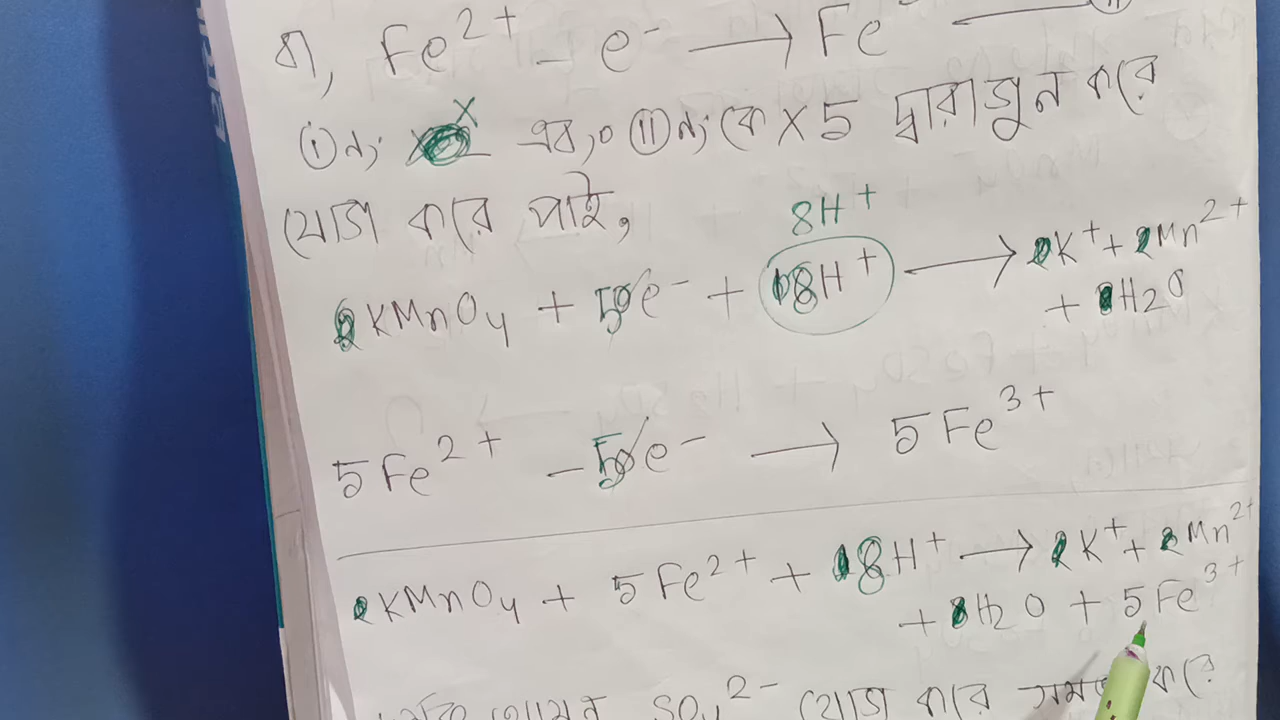 বা, Fe²⁺ – e⁻ ⟶ Fe
(i) নং এবং (ii) নং কে × 5 দ্বারা গুন করে
যোগ করে পাই,
8H⁺
KMnO₄ + 5e⁻ + 8H⁺ ⟶ K⁺ + Mn²⁺
+ H₂O
5Fe²⁺ – 5e⁻ ⟶ 5Fe³⁺
KMnO₄ + 5Fe²⁺ + 8H⁺ ⟶ K⁺ + Mn²⁺
+ H₂O + 5Fe³⁺
SO₄²⁻ যোগ করে করে